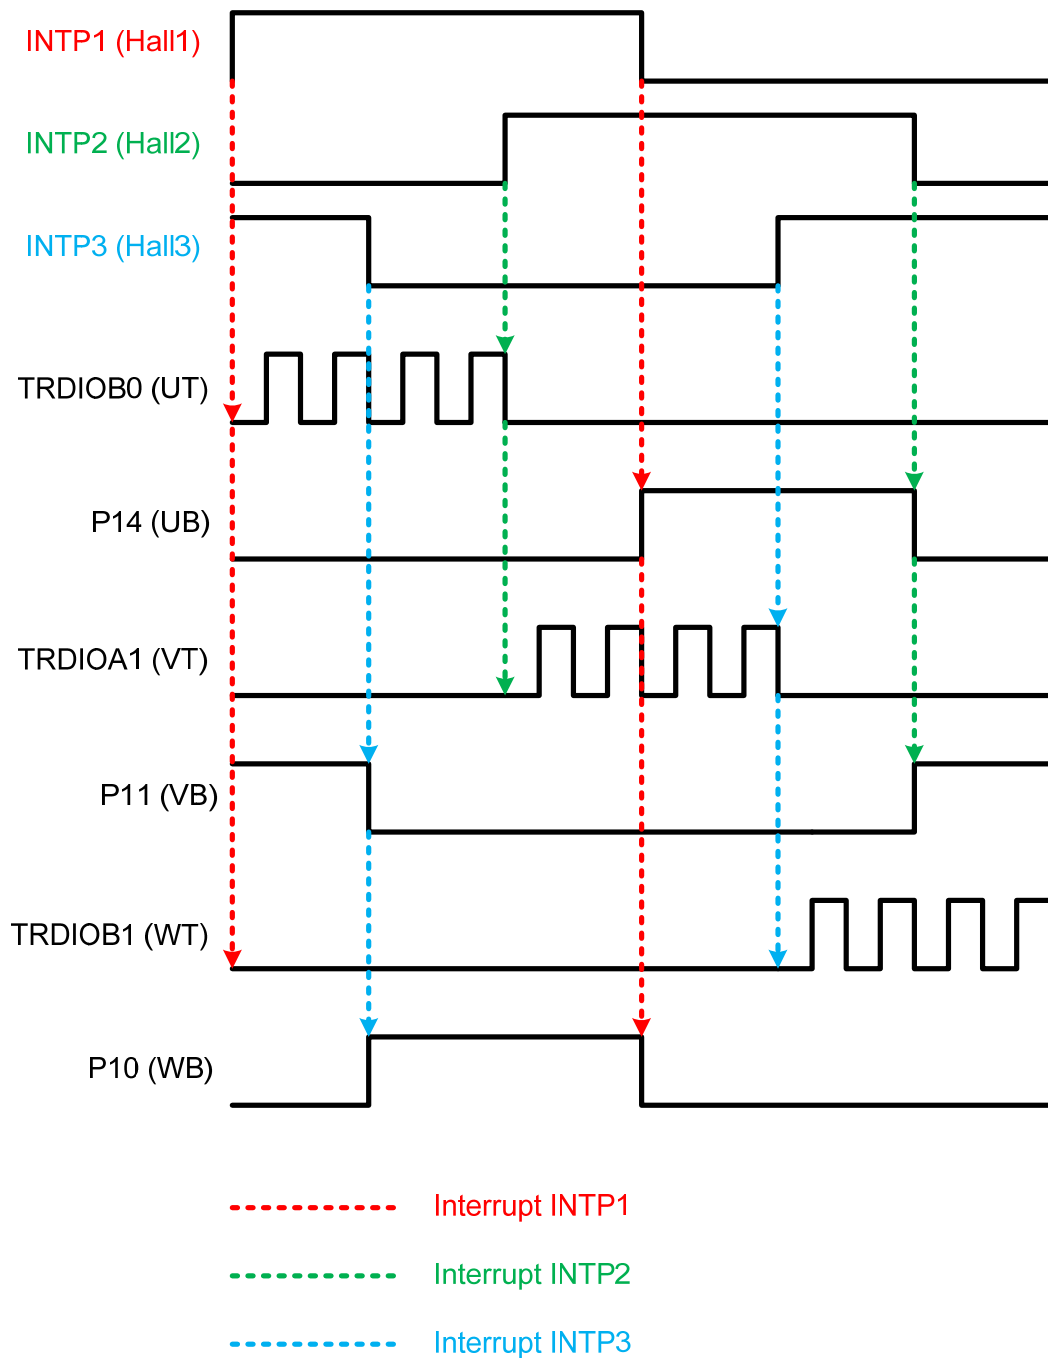 INTP1 (Hall1)
INTP2 (Hall2)
INTP3 (Hall3)
TRDIOB0 (UT)
P14 (UB)
TRDIOA1 (VT)
P11 (VB)
TRDIOB1 (WT)
P10 (WB)
Interrupt INTP1
Interrupt INTP2
Interrupt INTP3